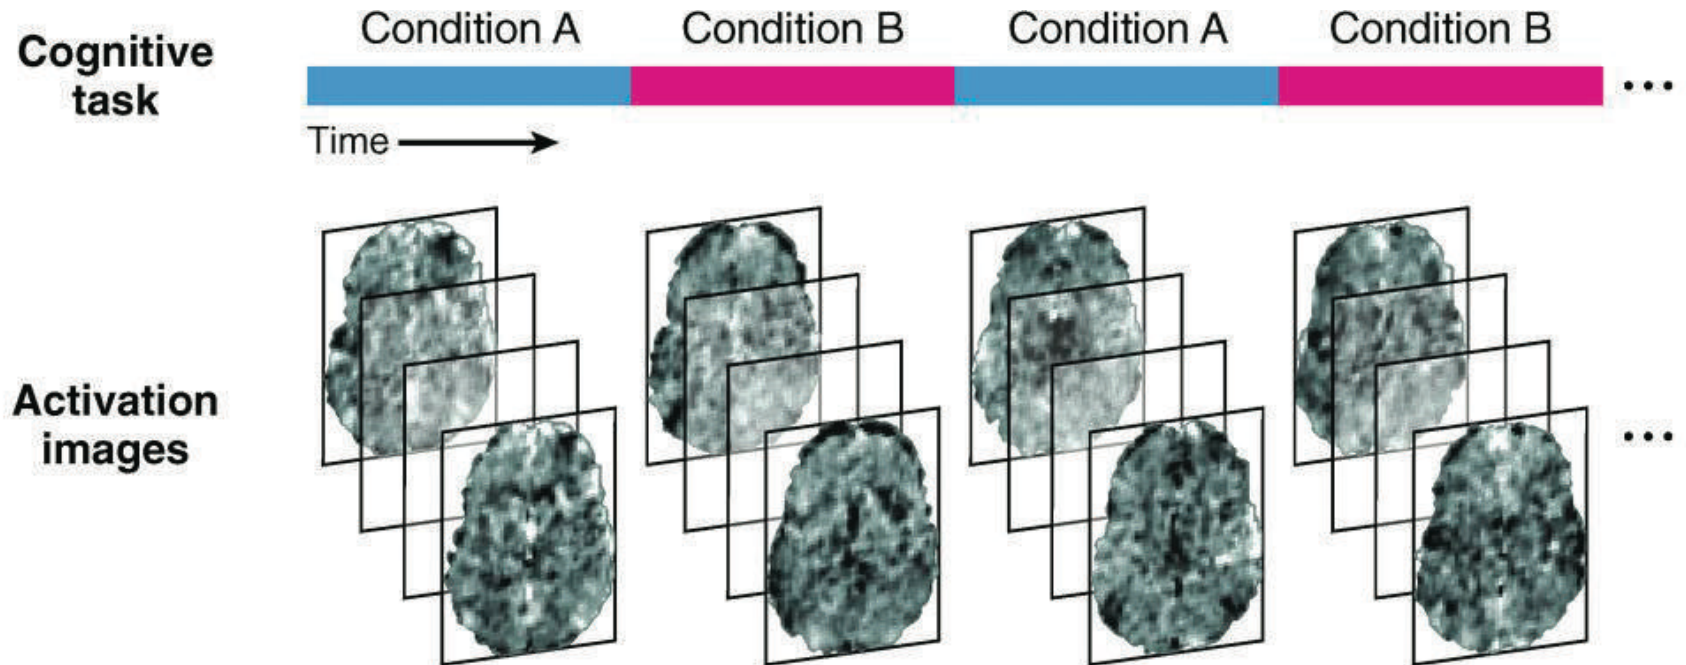 Condition A
Condition B
Condition A
Condition B
Cognitive
task
...
Time
Activation
images
...